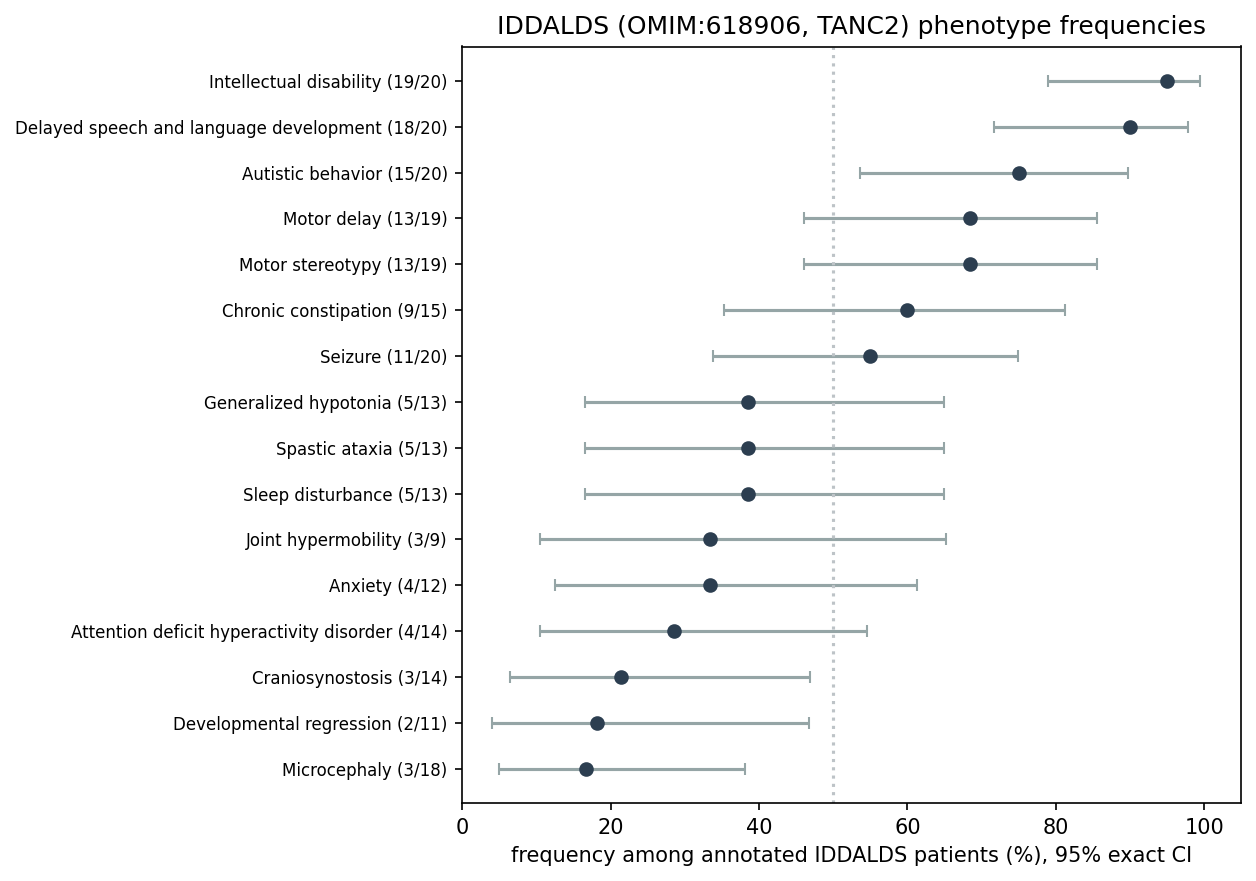 IDDALDS (OMIM:618906, TANC2) phenotype frequencies
Intellectual disability (19/20)
Delayed speech and language development (18/20)
Autistic behavior (15/20)
Motor delay (13/19)
Motor stereotypy (13/19)
Chronic constipation (9/15)
Seizure (11/20)
Generalized hypotonia (5/13)
Spastic ataxia (5/13)
Sleep disturbance (5/13)
Joint hypermobility (3/9)
Anxiety (4/12)
Attention deficit hyperactivity disorder (4/14)
Craniosynostosis (3/14)
Developmental regression (2/11)
Microcephaly (3/18)
0 20 40 60 80 100
frequency among annotated IDDALDS patients (%), 95% exact CI